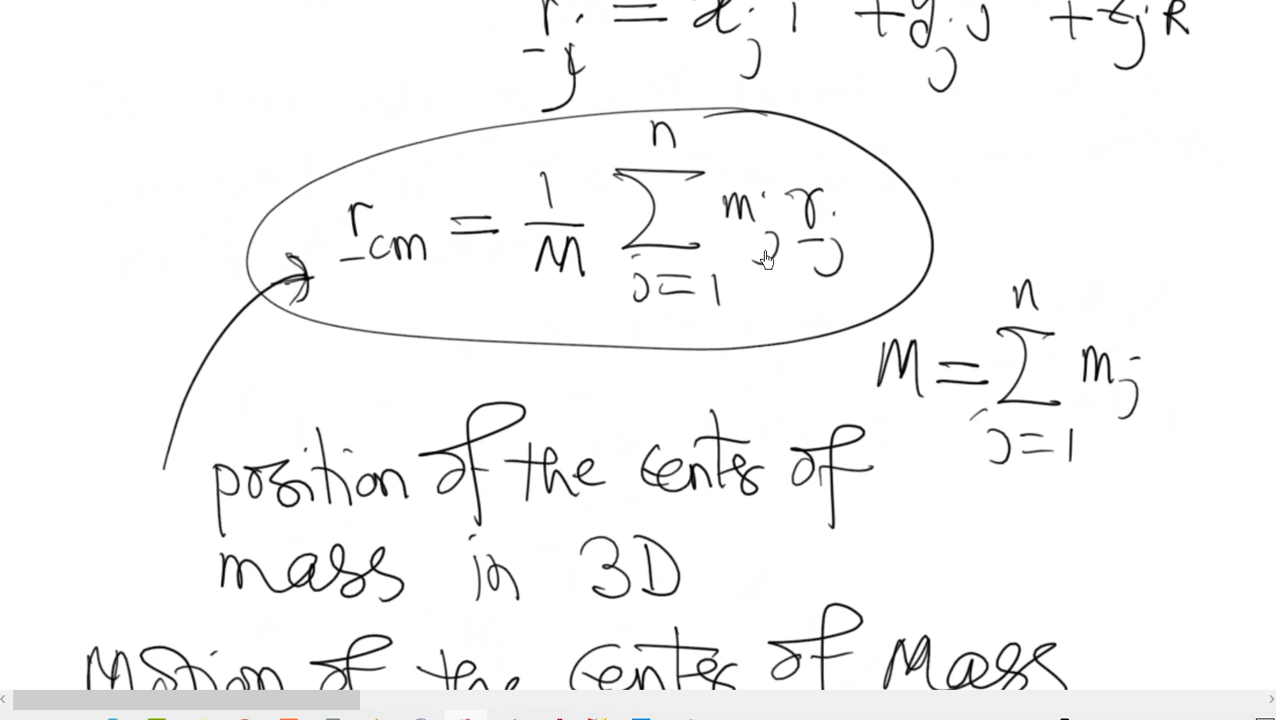 r_j = x_j i + y_j j + z_j k
r_cm = 1/M ∑_{j=1}^{n} m_j r_j
M = ∑_{j=1}^{n} m_j
position of the center of
mass in 3D
Motion of the center of Mass